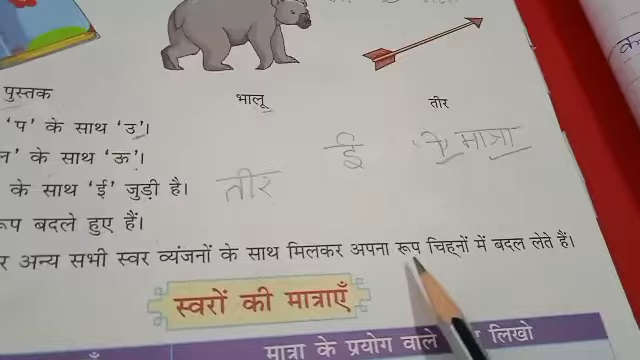 पुस्तक
भालू
तीर
'प' के साथ 'उ'।
' के साथ 'ऊ'।
के साथ 'ई' जुड़ी है।
बदले हुए हैं।
तीर ई मात्रा
अन्य सभी स्वर व्यंजनों के साथ मिलकर अपना रूप चिह्नों में बदल लेते हैं।
स्वरों की मात्राएँ
मात्रा के प्रयोग वाले लिखो